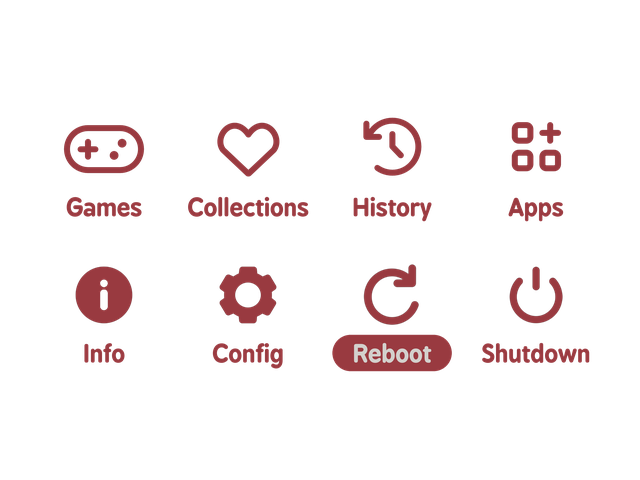 Games
Collections
History
Apps
Info
Config
Reboot
Shutdown